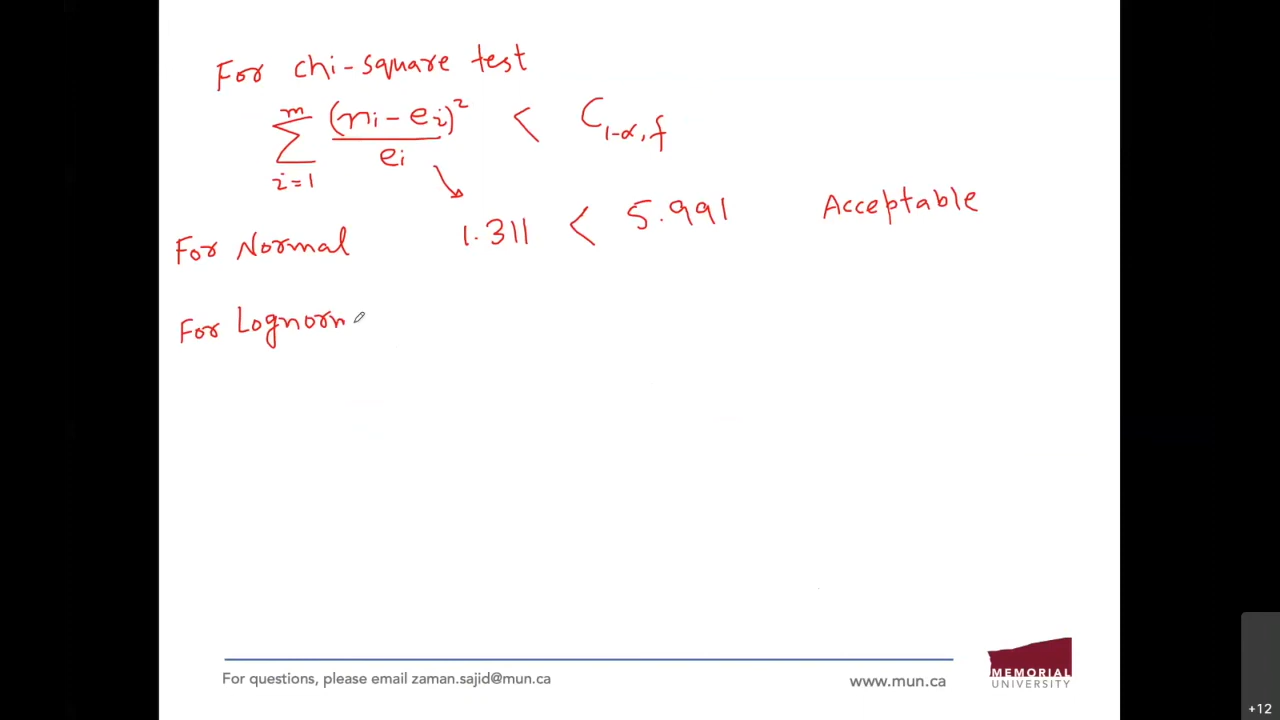 For chi-square test
m
∑ (ni - ei)² / ei < C1-α,f
i=1
1.311 < 5.991 Acceptable
For Normal
For Lognorm
For questions, please email zaman.sajid@mun.ca
www.mun.ca
MEMORIAL
UNIVERSITY
+12